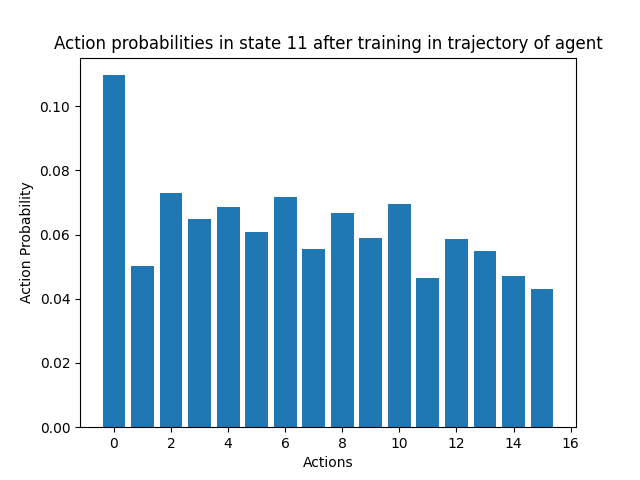 Action probabilities in state 11 after training in trajectory of agent
0.10
0.08
0.06
0.04
0.02
0.00
Action Probability
0 2 4 6 8 10 12 14 16
Actions